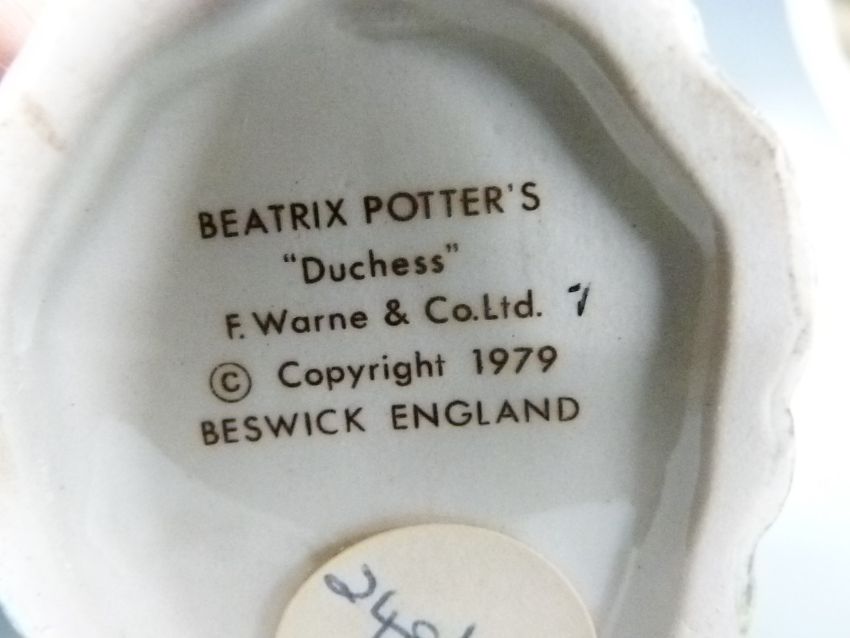 BEATRIX POTTER'S
"Duchess"
F. Warne & Co.Ltd.
© Copyright 1979
BESWICK ENGLAND